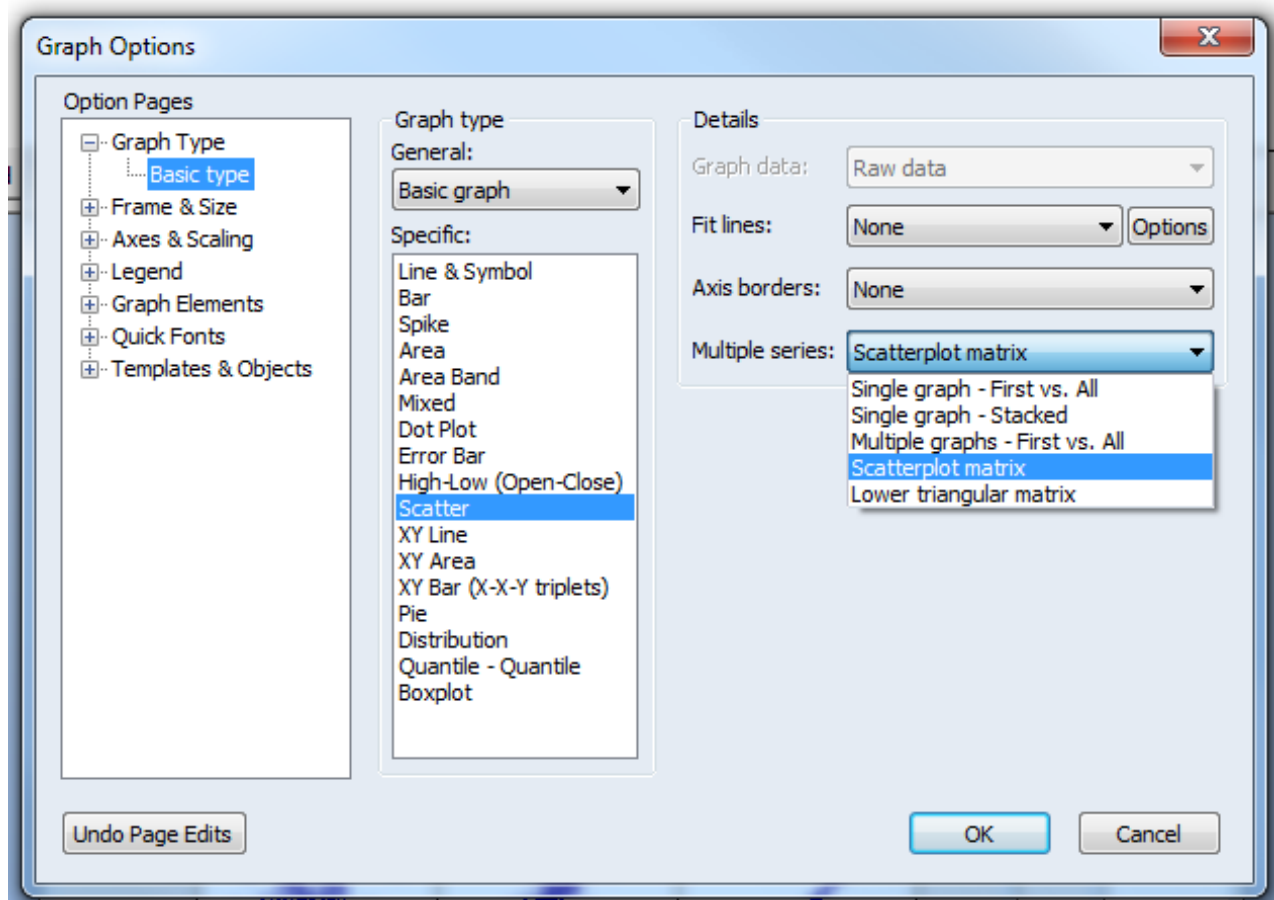 Graph Options
Option Pages
Graph Type
Basic type
Frame & Size
Axes & Scaling
Legend
Graph Elements
Quick Fonts
Templates & Objects
Graph type
General:
Basic graph
Specific:
Line & Symbol
Bar
Spike
Area
Area Band
Mixed
Dot Plot
Error Bar
High-Low (Open-Close)
Scatter
XY Line
XY Area
XY Bar (X-X-Y triplets)
Pie
Distribution
Quantile - Quantile
Boxplot
Details
Graph data: Raw data
Fit lines: None Options
Axis borders: None
Multiple series: Scatterplot matrix
Single graph - First vs. All
Single graph - Stacked
Multiple graphs - First vs. All
Scatterplot matrix
Lower triangular matrix
Undo Page Edits
OK
Cancel